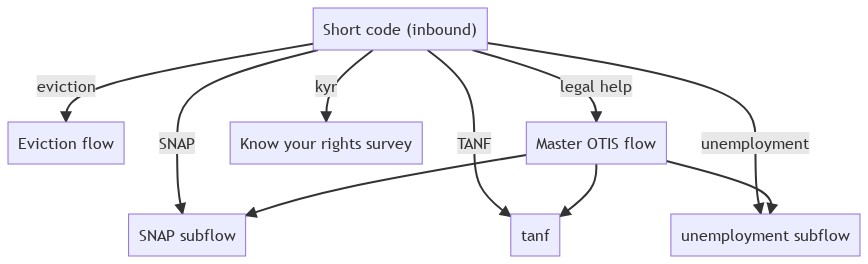 Short code (inbound)
eviction
kyr
legal help
Eviction flow
SNAP
Know your rights survey
TANF
Master OTIS flow
unemployment
SNAP subflow
tanf
unemployment subflow